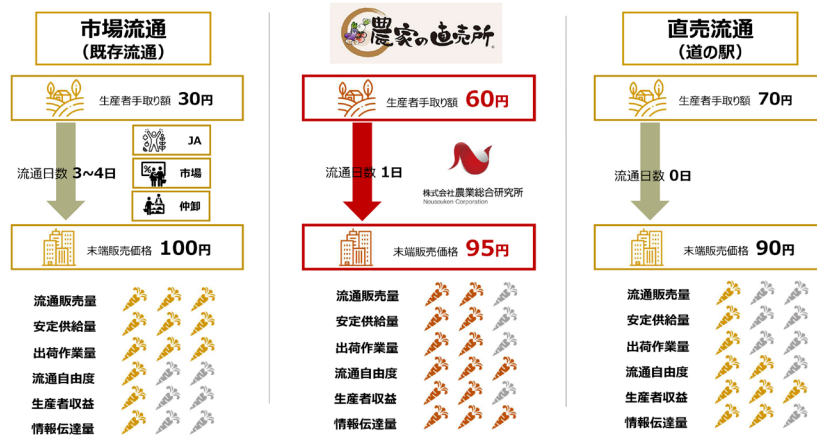 市場流通
（既存流通）
生産者手取り額 30円
流通日数 3~4日
JA
市場
仲卸
末端販売価格 100円
流通販売量
安定供給量
出荷作業量
流通自由度
生産者収益
情報伝達量
農家の直売所
生産者手取り額 60円
流通日数 1日
株式会社農業総合研究所
Nousouken Corporation
末端販売価格 95円
流通販売量
安定供給量
出荷作業量
流通自由度
生産者収益
情報伝達量
直売流通
（道の駅）
生産者手取り額 70円
流通日数 0日
末端販売価格 90円
流通販売量
安定供給量
出荷作業量
流通自由度
生産者収益
情報伝達量